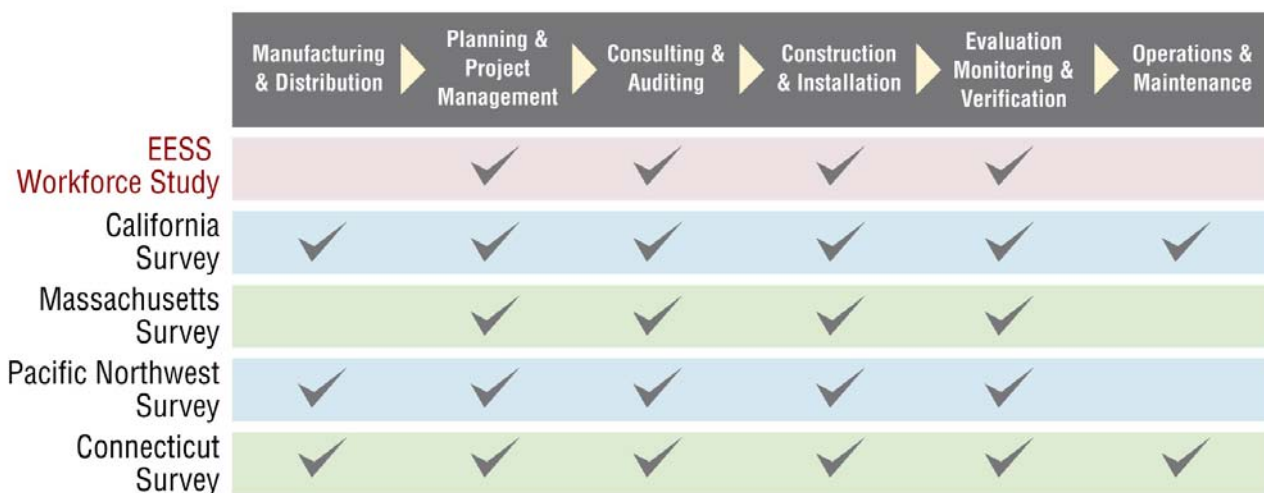 Manufacturing
& Distribution
Planning &
Project
Management
Consulting &
Auditing
Construction
& Installation
Evaluation
Monitoring &
Verification
Operations &
Maintenance
EESS
Workforce Study
California
Survey
Massachusetts
Survey
Pacific Northwest
Survey
Connecticut
Survey